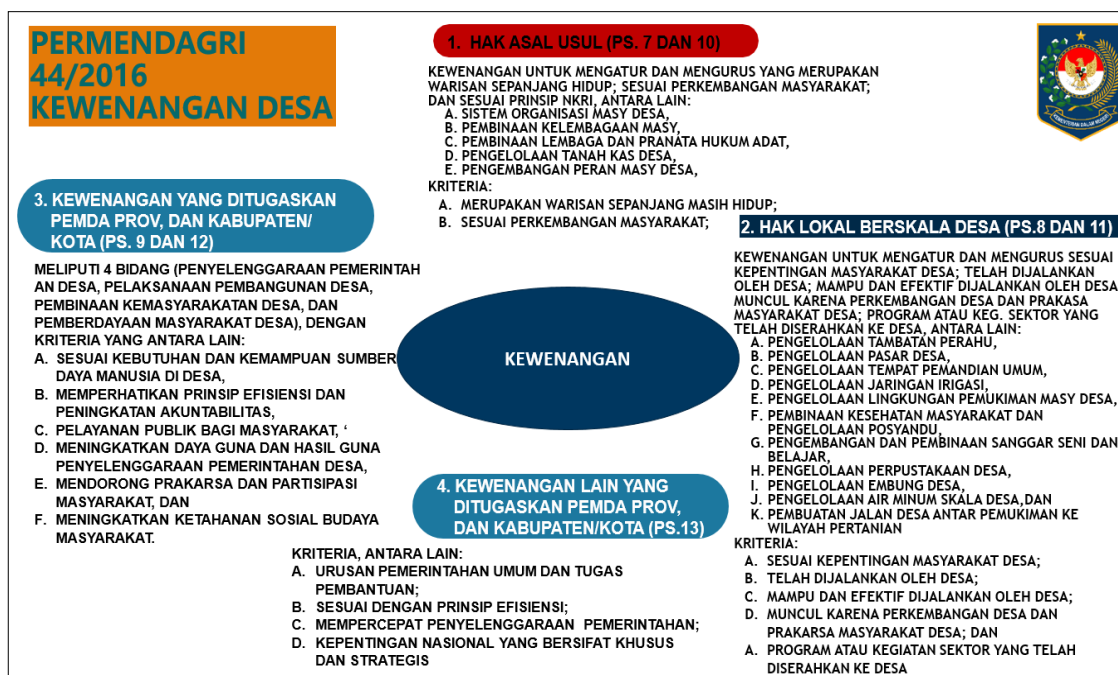 PERMENDAGRI
44/2016
KEWENANGAN DESA
1. HAK ASAL USUL (PS. 7 DAN 10)
KEWENANGAN UNTUK MENGATUR DAN MENGURUS YANG MERUPAKAN
WARISAN SEPANJANG HIDUP; SESUAI PERKEMBANGAN MASYARAKAT;
DAN SESUAI PRINSIP NKRI, ANTARA LAIN:
A. SISTEM ORGANISASI MASY DESA,
B. PEMBINAAN KELEMBAGAAN MASY,
C. PEMBINAAN LEMBAGA DAN PRANATA HUKUM ADAT,
D. PENGELOLAAN TANAH KAS DESA,
E. PENGEMBANGAN PERAN MASY DESA,
KRITERIA:
A. MERUPAKAN WARISAN SEPANJANG MASIH HIDUP;
B. SESUAI PERKEMBANGAN MASYARAKAT;
KEMENTERIAN DALAM NEGERI
2. HAK LOKAL BERSKALA DESA (PS.8 DAN 11)
KEWENANGAN UNTUK MENGATUR DAN MENGURUS SESUAI
KEPENTINGAN MASYARAKAT DESA; TELAH DIJALANKAN
OLEH DESA; MAMPU DAN EFEKTIF DIJALANKAN OLEH DESA
MUNCUL KARENA PERKEMBANGAN DESA DAN PRAKASA
MASYARAKAT DESA; PROGRAM ATAU KEG. SEKTOR YANG
TELAH DISERAHKAN KE DESA, ANTARA LAIN:
A. PENGELOLAAN TAMBATAN PERAHU,
B. PENGELOLAAN PASAR DESA,
C. PENGELOLAAN TEMPAT PEMANDIAN UMUM,
D. PENGELOLAAN JARINGAN IRIGASI,
E. PENGELOLAAN LINGKUNGAN PEMUKIMAN MASY DESA,
F. PEMBINAAN KESEHATAN MASYARAKAT DAN
PENGELOLAAN POSYANDU,
G. PENGEMBANGAN DAN PEMBINAAN SANGGAR SENI DAN
BELAJAR,
H. PENGELOLAAN PERPUSTAKAAN DESA,
I. PENGELOLAAN EMBUNG DESA,
J. PENGELOLAAN AIR MINUM SKALA DESA,DAN
K. PEMBUATAN JALAN DESA ANTAR PEMUKIMAN KE
WILAYAH PERTANIAN
KRITERIA:
A. SESUAI KEPENTINGAN MASYARAKAT DESA;
B. TELAH DIJALANKAN OLEH DESA;
C. MAMPU DAN EFEKTIF DIJALANKAN OLEH DESA;
D. MUNCUL KARENA PERKEMBANGAN DESA DAN
PRAKARSA MASYARAKAT DESA; DAN
A. PROGRAM ATAU KEGIATAN SEKTOR YANG TELAH
DISERAHKAN KE DESA
3. KEWENANGAN YANG DITUGASKAN
PEMDA PROV, DAN KABUPATEN/
KOTA (PS. 9 DAN 12)
MELIPUTI 4 BIDANG (PENYELENGGARAAN PEMERINTAH
AN DESA, PELAKSANAAN PEMBANGUNAN DESA,
PEMBINAAN KEMASYARAKATAN DESA, DAN
PEMBERDAYAAN MASYARAKAT DESA), DENGAN
KRITERIA YANG ANTARA LAIN:
A. SESUAI KEBUTUHAN DAN KEMAMPUAN SUMBER
DAYA MANUSIA DI DESA,
B. MEMPERHATIKAN PRINSIP EFISIENSI DAN
PENINGKATAN AKUNTABILITAS,
C. PELAYANAN PUBLIK BAGI MASYARAKAT, ‘
D. MENINGKATKAN DAYA GUNA DAN HASIL GUNA
PENYELENGGARAAN PEMERINTAHAN DESA,
E. MENDORONG PRAKARSA DAN PARTISIPASI
MASYARAKAT, DAN
F. MENINGKATKAN KETAHANAN SOSIAL BUDAYA
MASYARAKAT.
KEWENANGAN
4. KEWENANGAN LAIN YANG
DITUGASKAN PEMDA PROV,
DAN KABUPATEN/KOTA (PS.13)
KRITERIA, ANTARA LAIN:
A. URUSAN PEMERINTAHAN UMUM DAN TUGAS
PEMBANTUAN;
B. SESUAI DENGAN PRINSIP EFISIENSI;
C. MEMPERCEPAT PENYELENGGARAAN PEMERINTAHAN;
D. KEPENTINGAN NASIONAL YANG BERSIFAT KHUSUS
DAN STRATEGIS